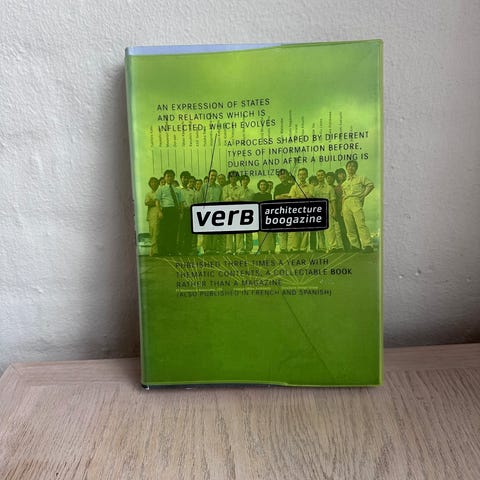 AN EXPRESSION OF STATES
AND RELATIONS WHICH IS
INFLECTED, WHICH EVOLVES
A PROCESS SHAPED BY DIFFERENT
TYPES OF INFORMATION BEFORE,
DURING AND AFTER A BUILDING IS
MATERIALIZED
verB
architecture
boogazine
PUBLISHED THREE TIMES A YEAR WITH
THEMATIC CONTENTS, A COLLECTABLE BOOK
RATHER THAN A MAGAZINE
(ALSO PUBLISHED IN FRENCH AND SPANISH)